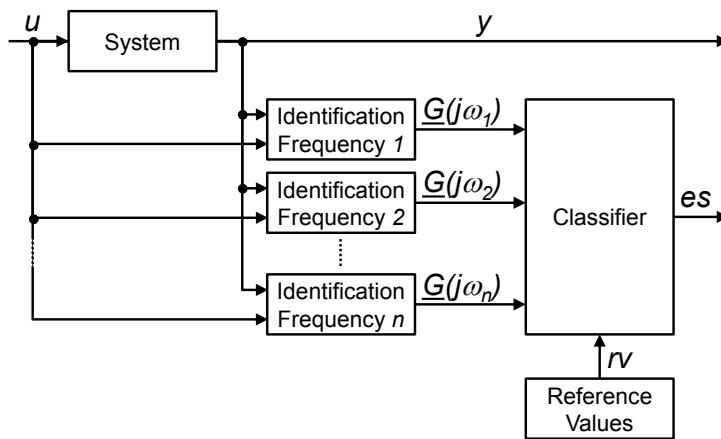 u
System
y
Identification
Frequency 1
G(jω₁)
Identification
Frequency 2
G(jω₂)
Identification
Frequency n
G(jωₙ)
Classifier
es
rv
Reference
Values